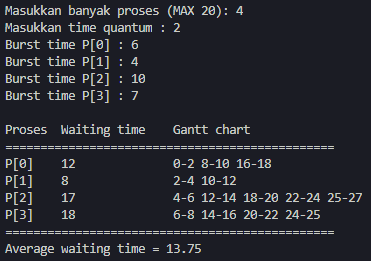 Masukkan banyak proses (MAX 20): 4
Masukkan time quantum : 2
Burst time P[0] : 6
Burst time P[1] : 4
Burst time P[2] : 10
Burst time P[3] : 7
Proses Waiting time Gantt chart
================================================
P[0] 12 0-2 8-10 16-18
P[1] 8 2-4 10-12
P[2] 17 4-6 12-14 18-20 22-24 25-27
P[3] 18 6-8 14-16 20-22 24-25
================================================
Average waiting time = 13.75